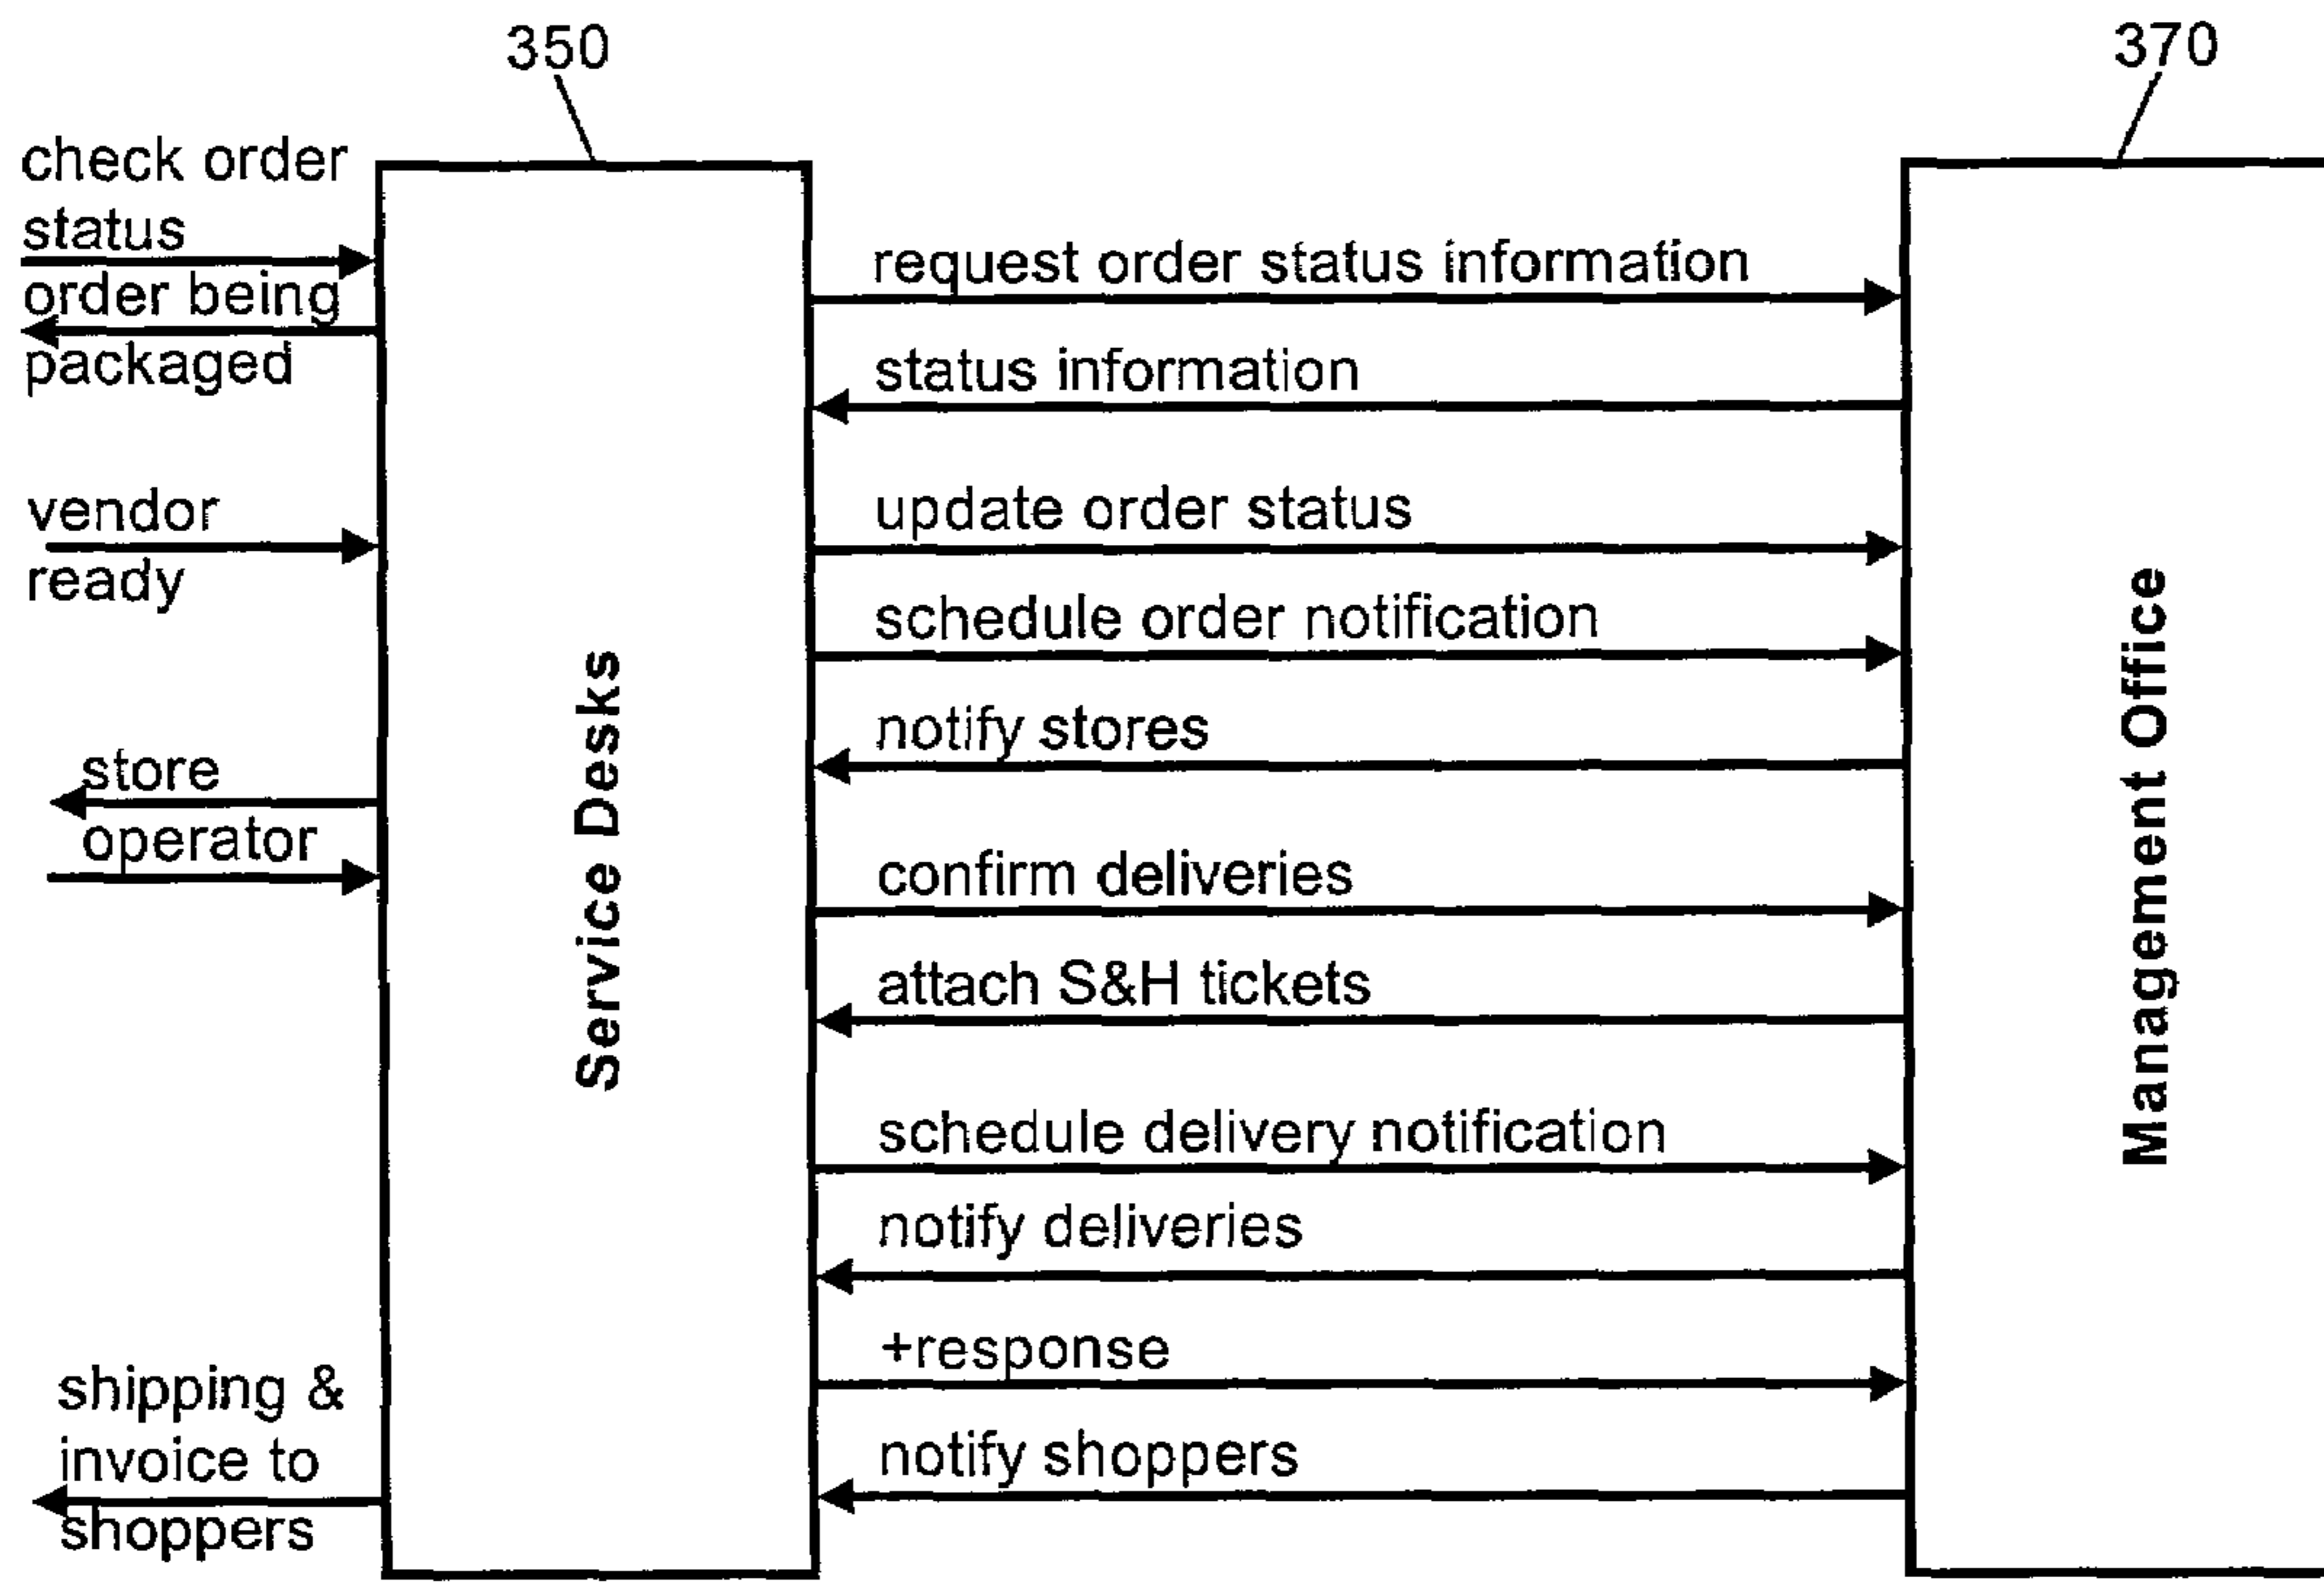 350
370
check order
status
order being
packaged
request order status information
status information
vendor
ready
update order status
schedule order notification
notify stores
store
operator
confirm deliveries
attach S&H tickets
schedule delivery notification
notify deliveries
+response
notify shoppers
shipping &
invoice to
shoppers
Service Desks
Management Office